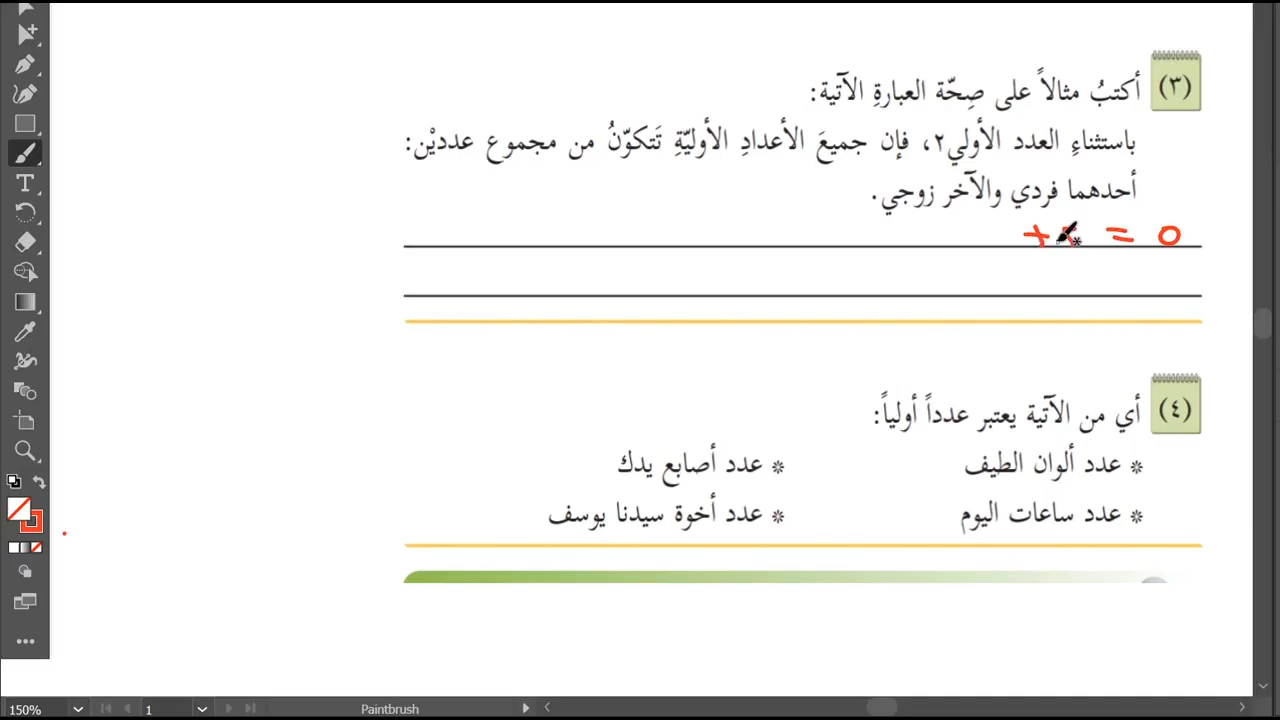 (٣) أكتبُ مثالاً على صِحّة العبارةِ الآتية:
باستثناءِ العدد الأولي٢، فإن جميعَ الأعدادِ الأوليّةِ تَتكوّنُ من مجموع عدديْن:
أحدهما فردي والآخر زوجي.
٥ = +
(٤) أي من الآتية يعتبر عدداً أولياً:
* عدد ألوان الطيف * عدد أصابع يدك
* عدد ساعات اليوم * عدد أخوة سيدنا يوسف
150% 1 Paintbrush